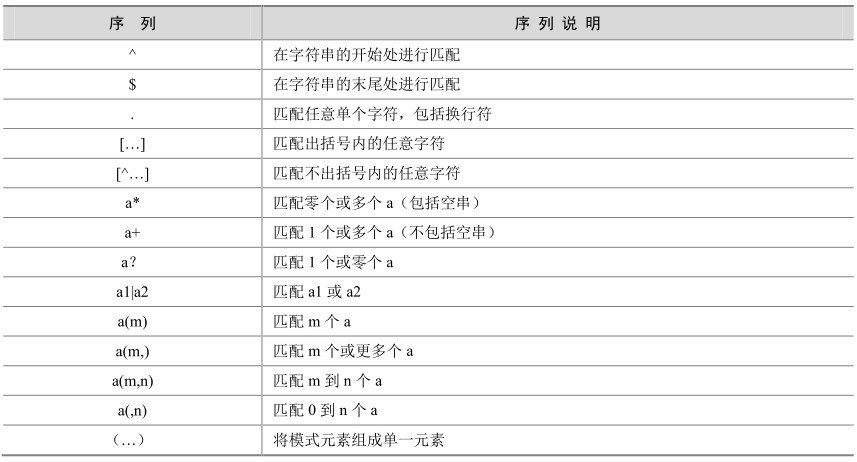 序 列 序 列 说 明
^ 在字符串的开始处进行匹配
$ 在字符串的末尾处进行匹配
. 匹配任意单个字符，包括换行符
[…] 匹配出括号内的任意字符
[^…] 匹配不出括号内的任意字符
a* 匹配零个或多个 a（包括空串）
a+ 匹配 1 个或多个 a（不包括空串）
a？ 匹配 1 个或零个 a
a1|a2 匹配 a1 或 a2
a(m) 匹配 m 个 a
a(m,) 匹配 m 个或更多个 a
a(m,n) 匹配 m 到 n 个 a
a(,n) 匹配 0 到 n 个 a
（…） 将模式元素组成单一元素